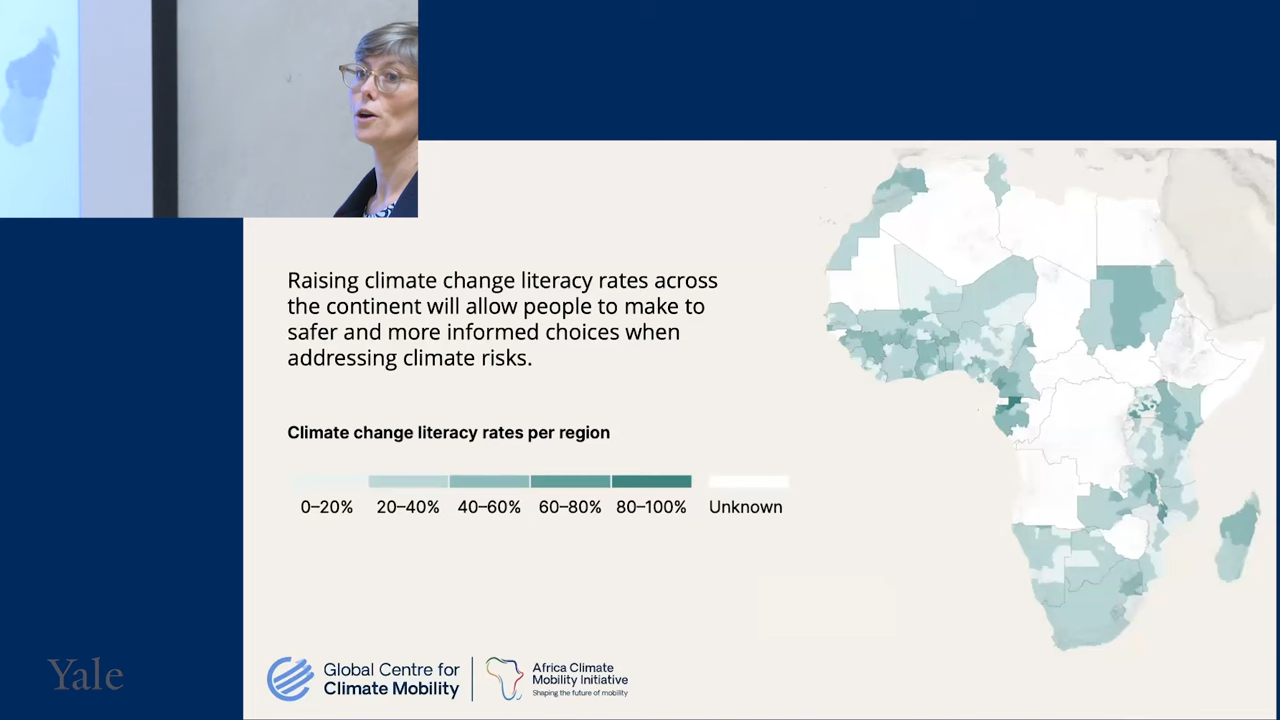 Raising climate change literacy rates across
the continent will allow people to make to
safer and more informed choices when
addressing climate risks.
Climate change literacy rates per region
0–20% 20–40% 40–60% 60–80% 80–100% Unknown
Yale
Global Centre for
Climate Mobility
Africa Climate
Mobility Initiative
Shaping the future of mobility